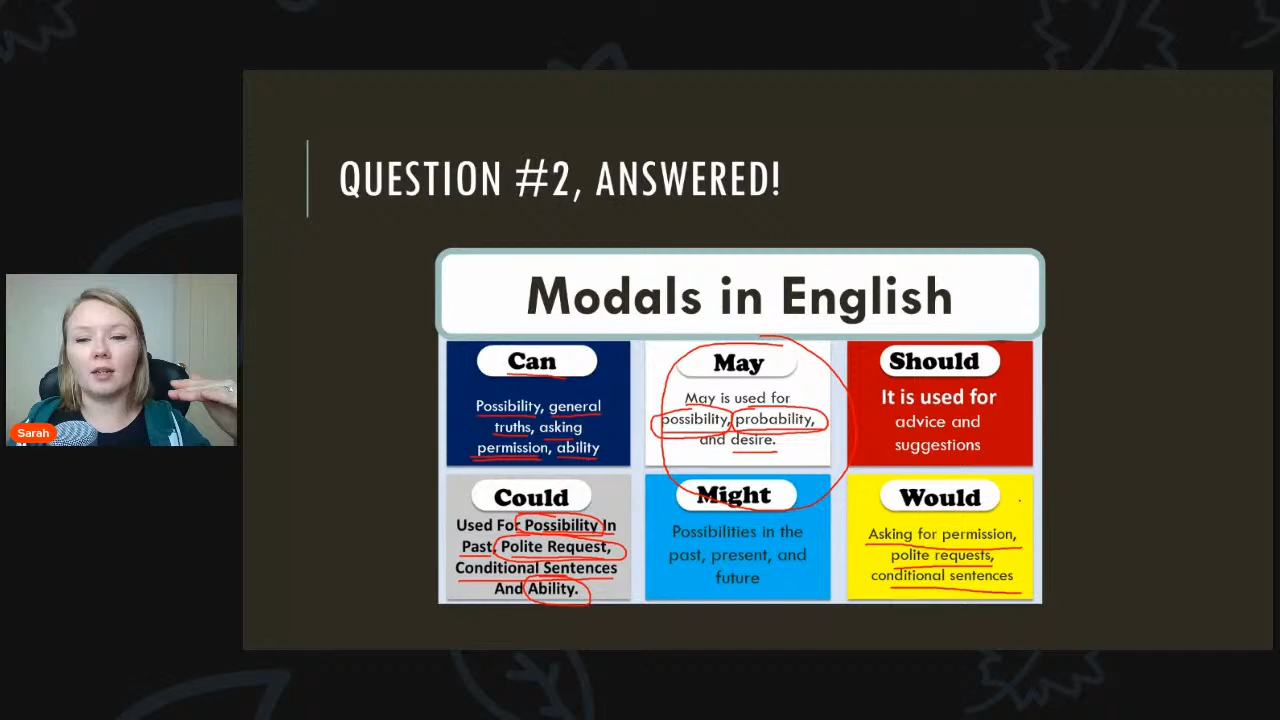 QUESTION #2, ANSWERED!
Modals in English
Can
Possibility, general
truths, asking
permission, ability
May
May is used for
possibility, probability,
and desire.
Should
It is used for
advice and
suggestions
Could
Used For Possibility In
Past, Polite Request,
Conditional Sentences
And Ability.
Might
Possibilities in the
past, present, and
future
Would
Asking for permission,
polite requests,
conditional sentences
Sarah